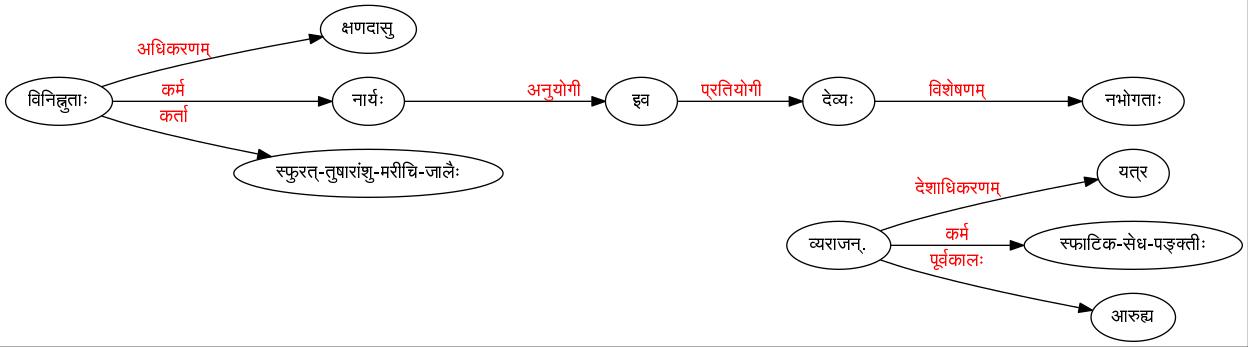 क्षणदासु
अधिकरणम्
विनिह्नुताः कर्म नार्यः अनुयोगी इव प्रतियोगी देव्यः विशेषणम् नभोगताः
कर्ता
स्फुरत्-तुषारांशु-मरीचि-जालैः
यत्र
देशाधिकरणम्
व्यराजन्. कर्म स्फाटिक-सेध-पङ्क्तीः
पूर्वकालः
आरुह्य